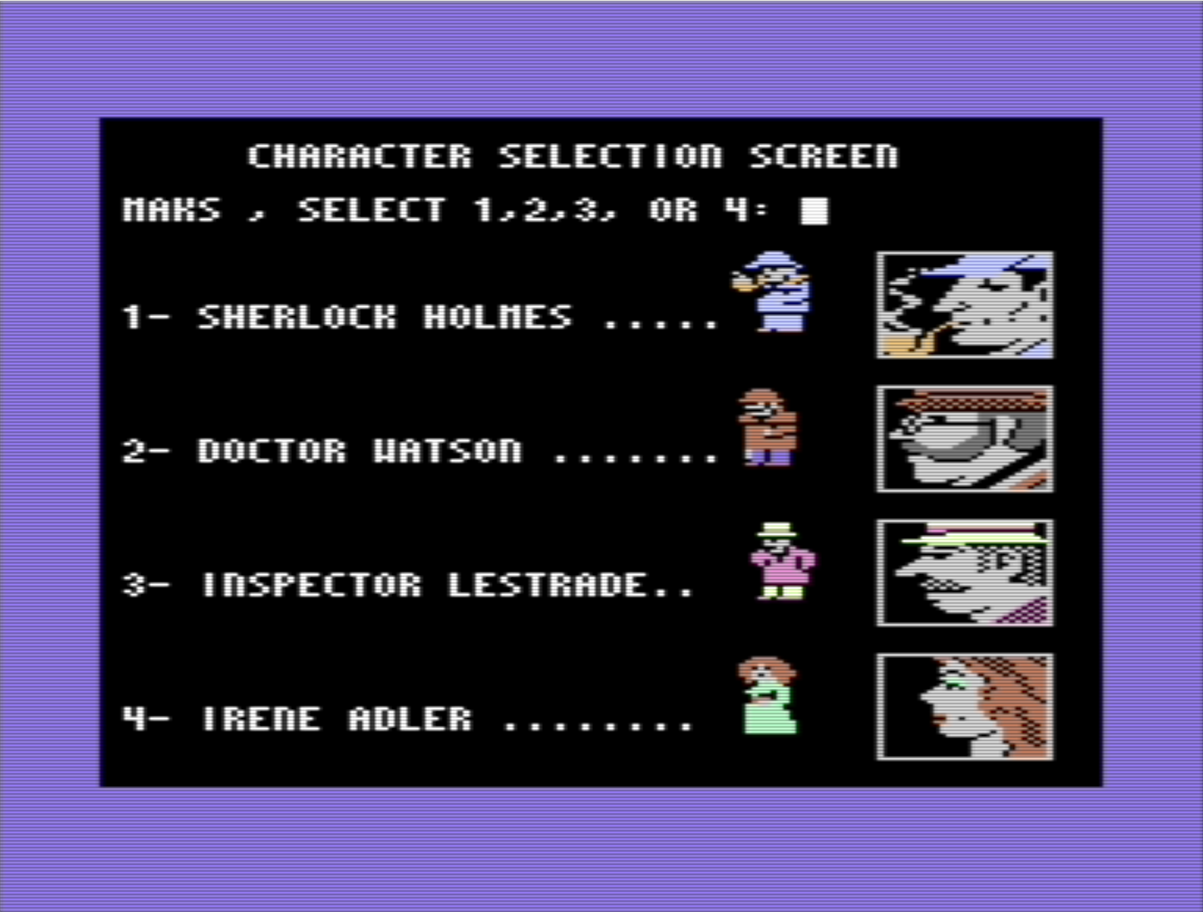 CHARACTER SELECTION SCREEN
MAKS , SELECT 1,2,3, OR 4:
1- SHERLOCK HOLMES .....
2- DOCTOR WATSON .......
3- INSPECTOR LESTRADE..
4- IRENE ADLER ........